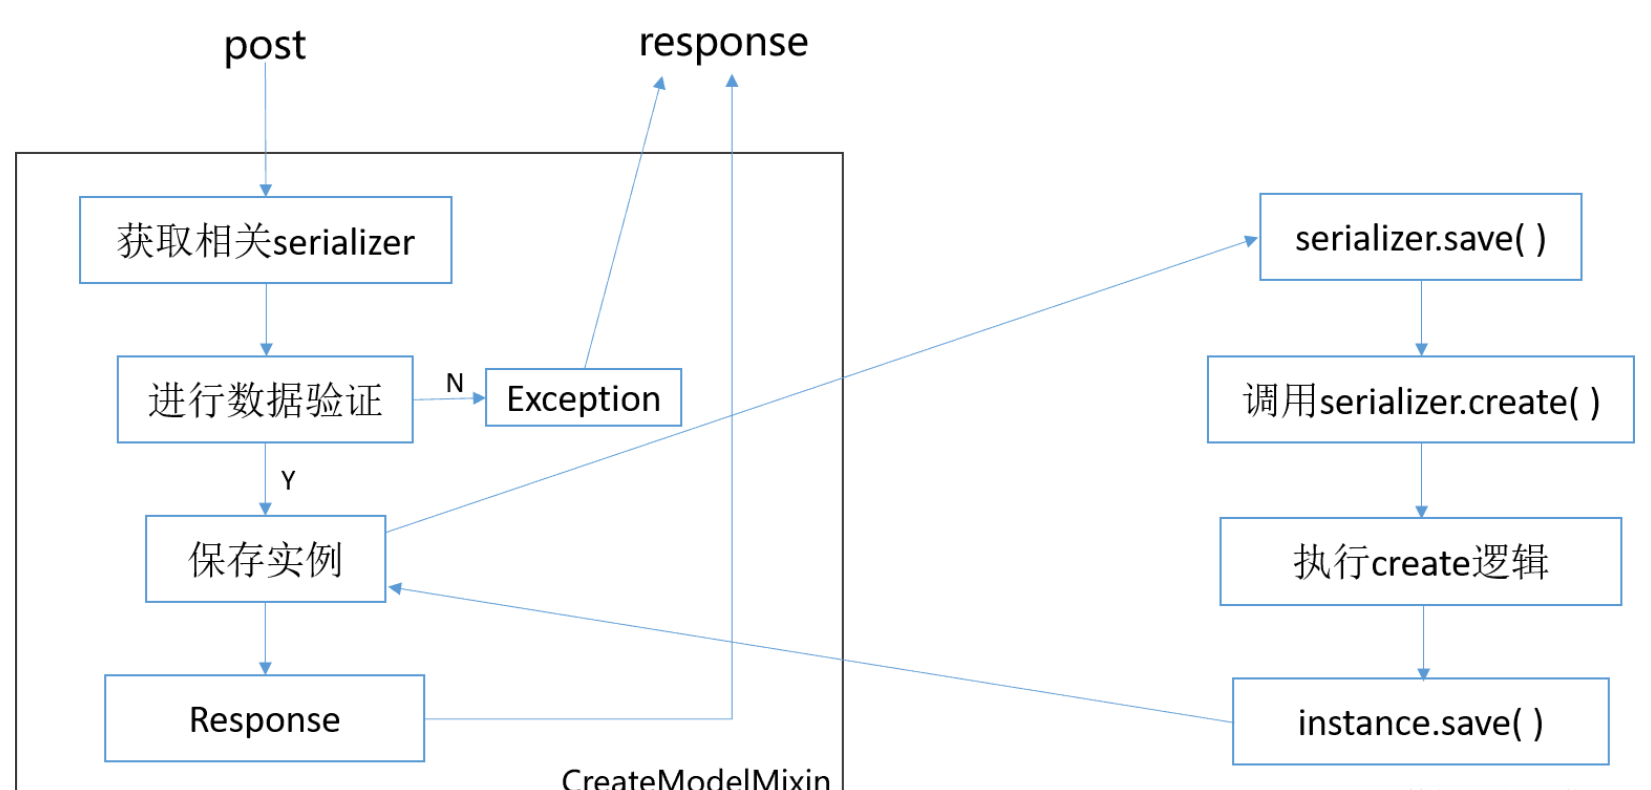 post
response
获取相关serializer
进行数据验证
N
Exception
Y
保存实例
Response
CreateModelMixin
serializer.save( )
调用serializer.create( )
执行create逻辑
instance.save( )